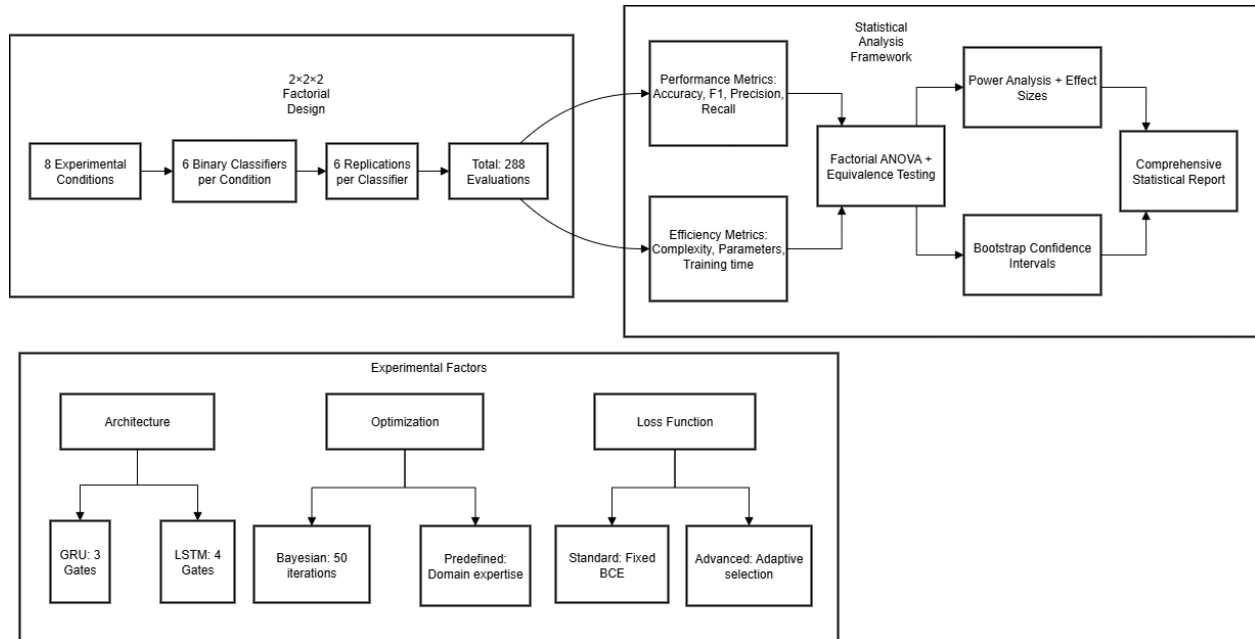 2×2×2
Factorial
Design
8 Experimental
Conditions
6 Binary Classifiers
per Condition
6 Replications
per Classifier
Total: 288
Evaluations
Statistical
Analysis
Framework
Performance Metrics:
Accuracy, F1, Precision,
Recall
Efficiency Metrics:
Complexity, Parameters,
Training time
Factorial ANOVA +
Equivalence Testing
Power Analysis + Effect
Sizes
Bootstrap Confidence
Intervals
Comprehensive
Statistical Report
Experimental Factors
Architecture
GRU: 3
Gates
LSTM: 4
Gates
Optimization
Bayesian: 50
iterations
Predefined:
Domain expertise
Loss Function
Standard: Fixed
BCE
Advanced: Adaptive
selection